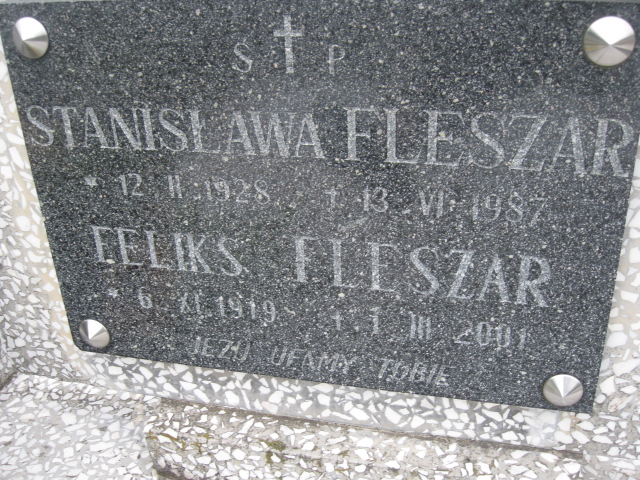 S P
STANISŁAWA FLESZAR
* 12 II 1928 † 13 VI 1987
FELIKS FLESZAR
* 6 XI 1919 † 1 III 2001
JEZU UFAMY TOBIE